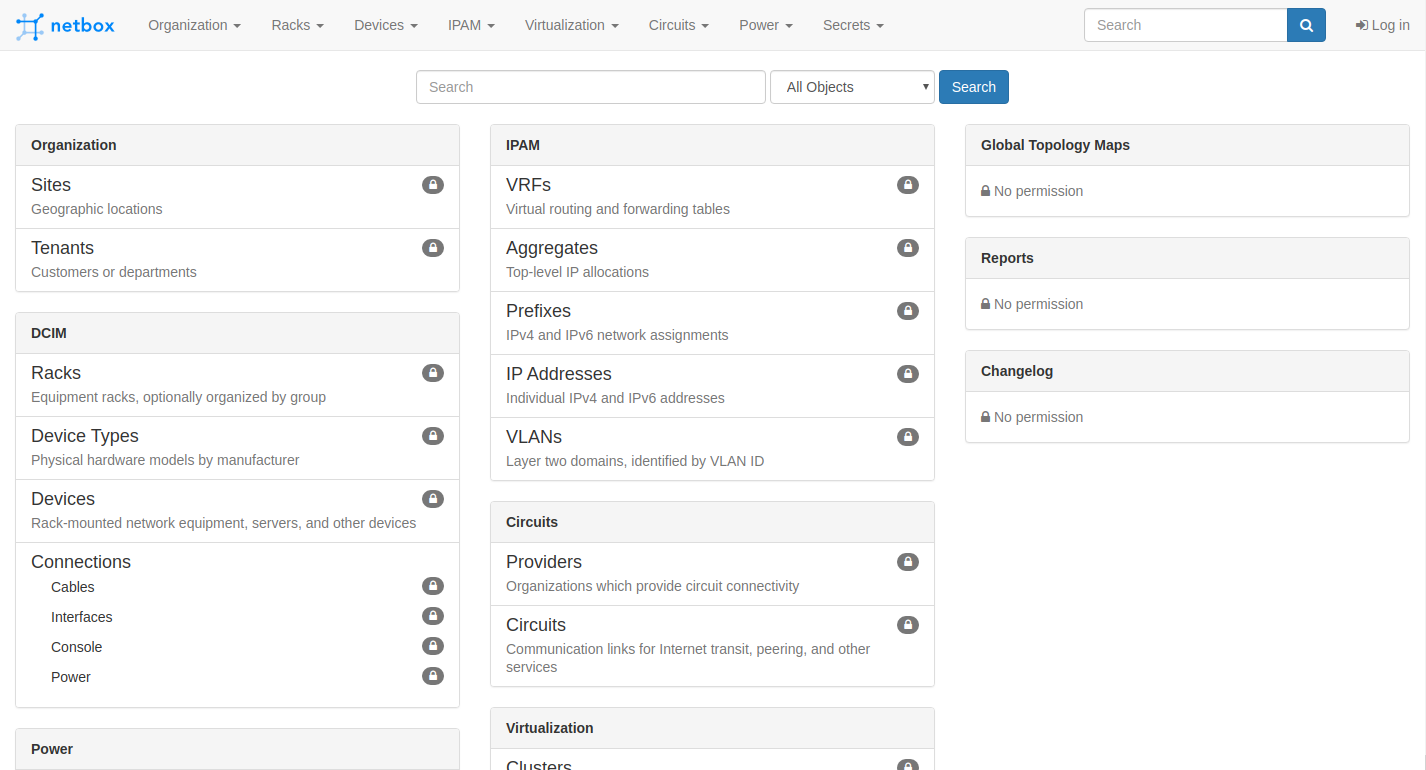 netbox
Organization
Racks
Devices
IPAM
Virtualization
Circuits
Power
Secrets
Search
Log in
Search
All Objects
Search
Organization
Sites
Geographic locations
Tenants
Customers or departments
DCIM
Racks
Equipment racks, optionally organized by group
Device Types
Physical hardware models by manufacturer
Devices
Rack-mounted network equipment, servers, and other devices
Connections
Cables
Interfaces
Console
Power
Power
IPAM
VRFs
Virtual routing and forwarding tables
Aggregates
Top-level IP allocations
Prefixes
IPv4 and IPv6 network assignments
IP Addresses
Individual IPv4 and IPv6 addresses
VLANs
Layer two domains, identified by VLAN ID
Circuits
Providers
Organizations which provide circuit connectivity
Circuits
Communication links for Internet transit, peering, and other
services
Virtualization
Clusters
Global Topology Maps
No permission
Reports
No permission
Changelog
No permission